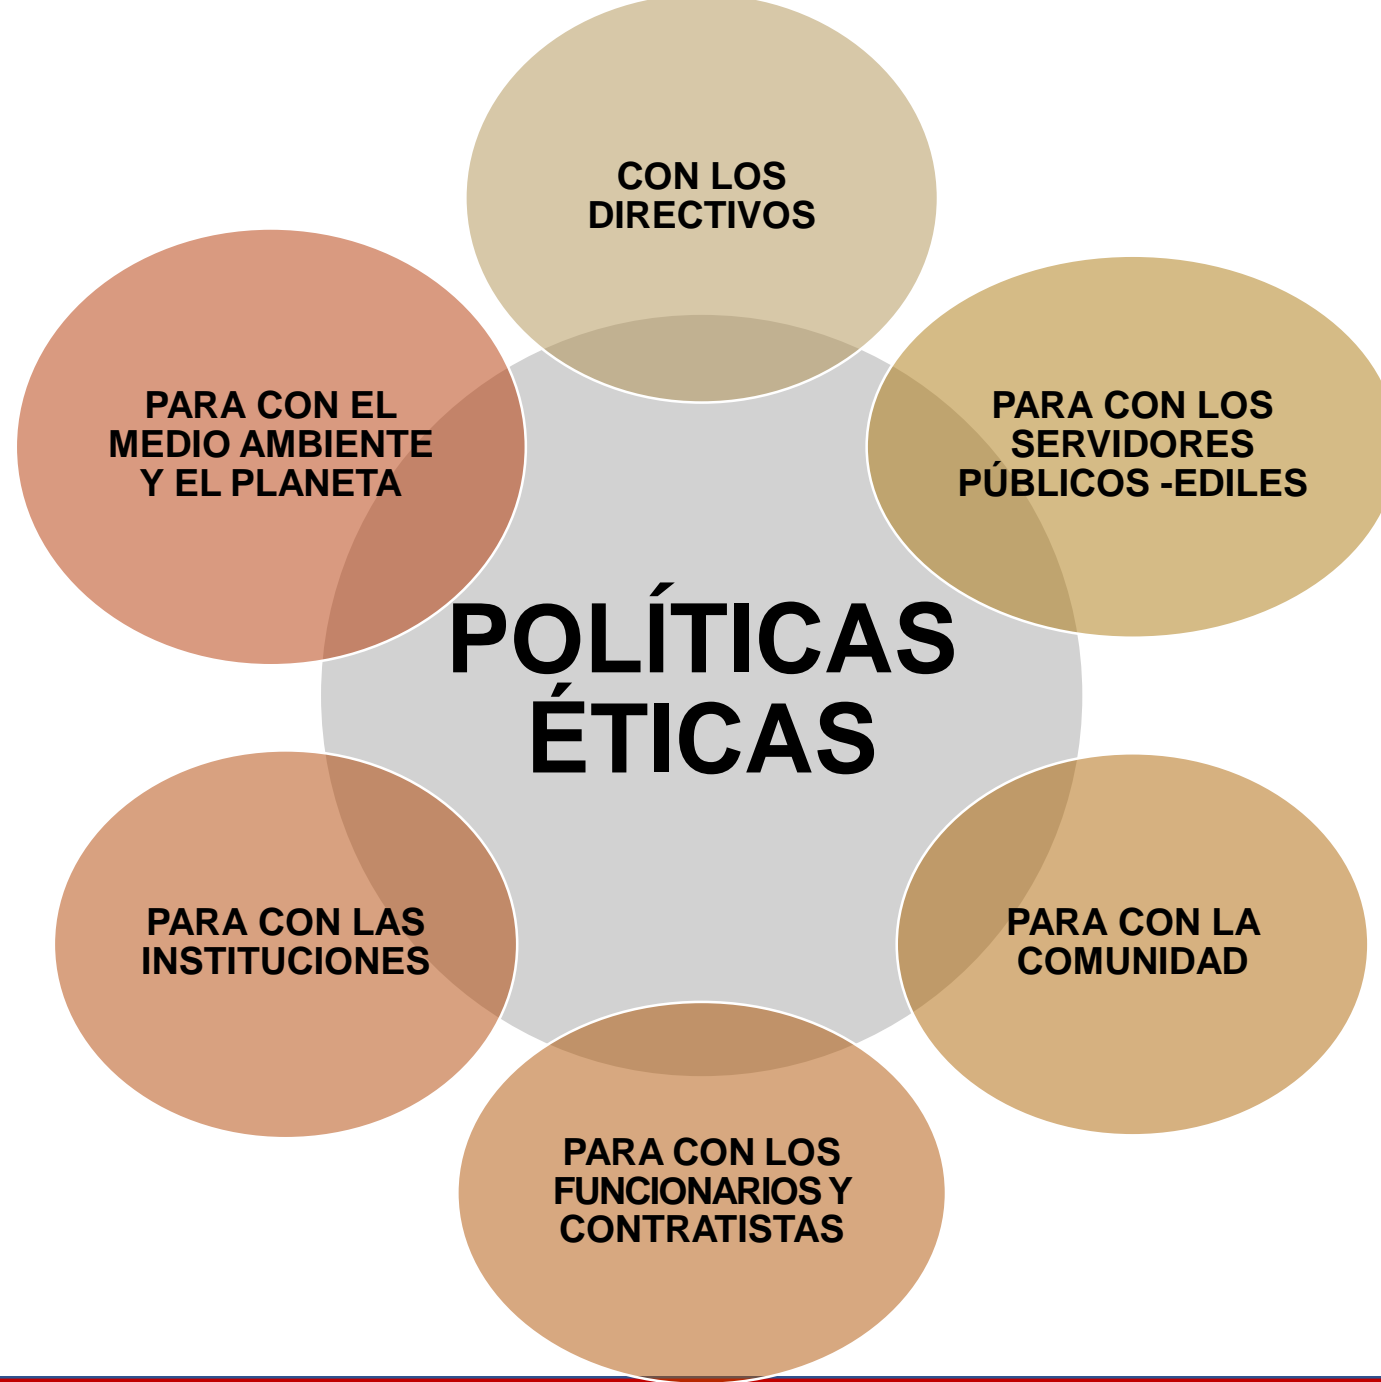 CON LOS
DIRECTIVOS
PARA CON LOS
SERVIDORES
PÚBLICOS -EDILES
PARA CON LA
COMUNIDAD
PARA CON LOS
FUNCIONARIOS Y
CONTRATISTAS
PARA CON LAS
INSTITUCIONES
PARA CON EL
MEDIO AMBIENTE
Y EL PLANETA
POLÍTICAS
ÉTICAS